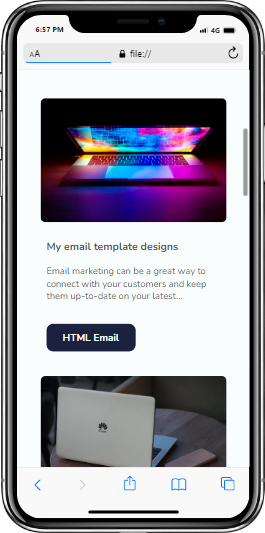 6:57 PM
4G
AA
file://
My email template designs
Email marketing can be a great way to
connect with your customers and keep
them up-to-date on your latest...
HTML Email
HUAWEI